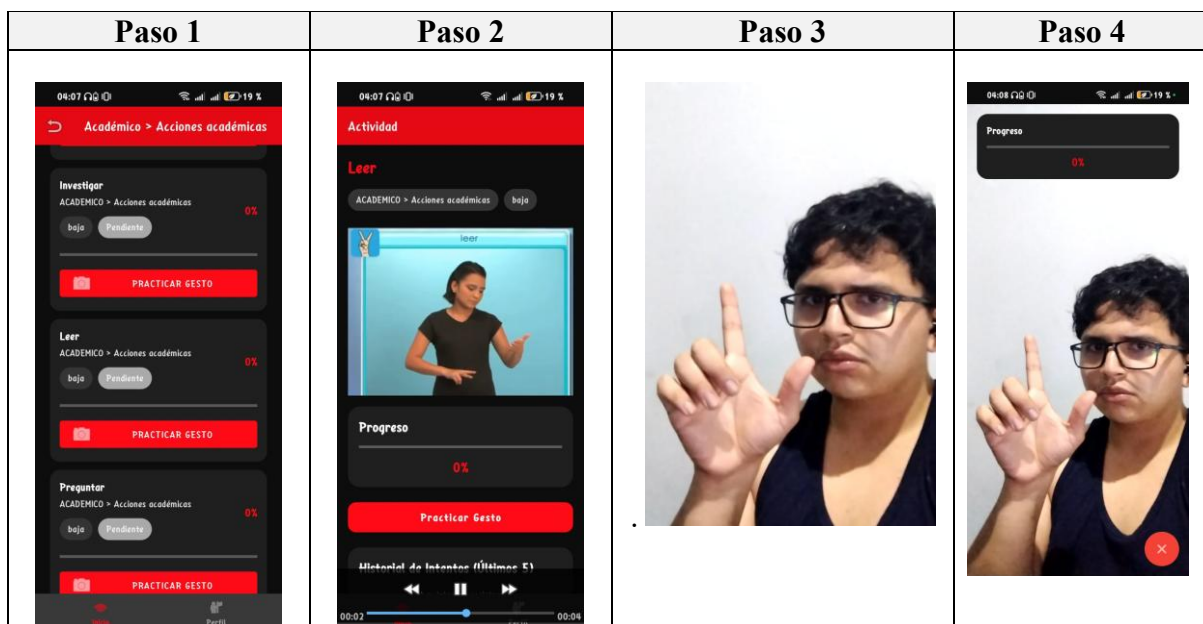 Paso 1
Paso 2
Paso 3
Paso 4
04:07
19 %
Académico > Acciones académicas
Investigar
ACADEMICO > Acciones académicas
0%
baja
Pendiente
PRACTICAR GESTO
Leer
ACADEMICO > Acciones académicas
0%
baja
Pendiente
PRACTICAR GESTO
Preguntar
ACADEMICO > Acciones académicas
0%
baja
Pendiente
PRACTICAR GESTO
Perfil
04:07
19 %
Actividad
Leer
ACADEMICO > Acciones académicas
baja
leer
Progreso
0%
Practicar Gesto
Historial de Intentos (Últimos 5)
00:02
00:04
.
04:08
19 %
Progreso
0%